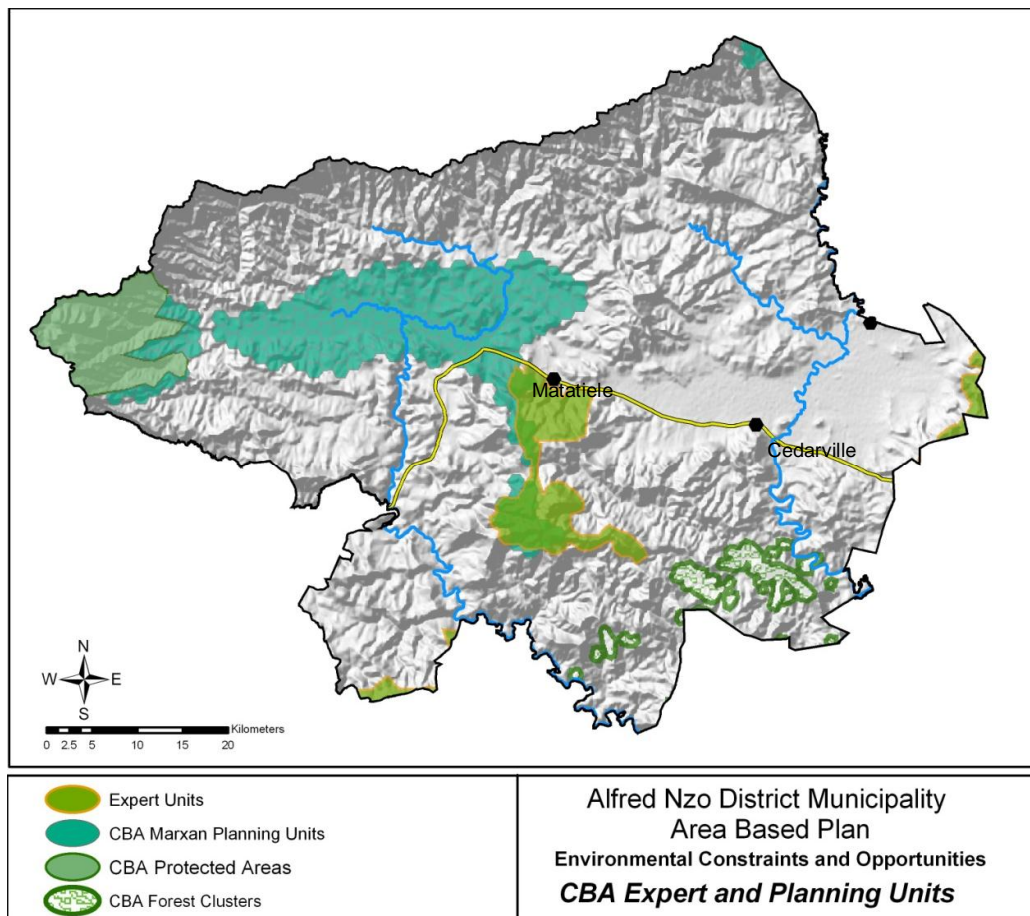 Matatiele
Cedarville
N
W E
S
Kilometers
0 2.5 5 10 15 20
Expert Units
CBA Marxan Planning Units
CBA Protected Areas
CBA Forest Clusters
Alfred Nzo District Municipality
Area Based Plan
Environmental Constraints and Opportunities
CBA Expert and Planning Units